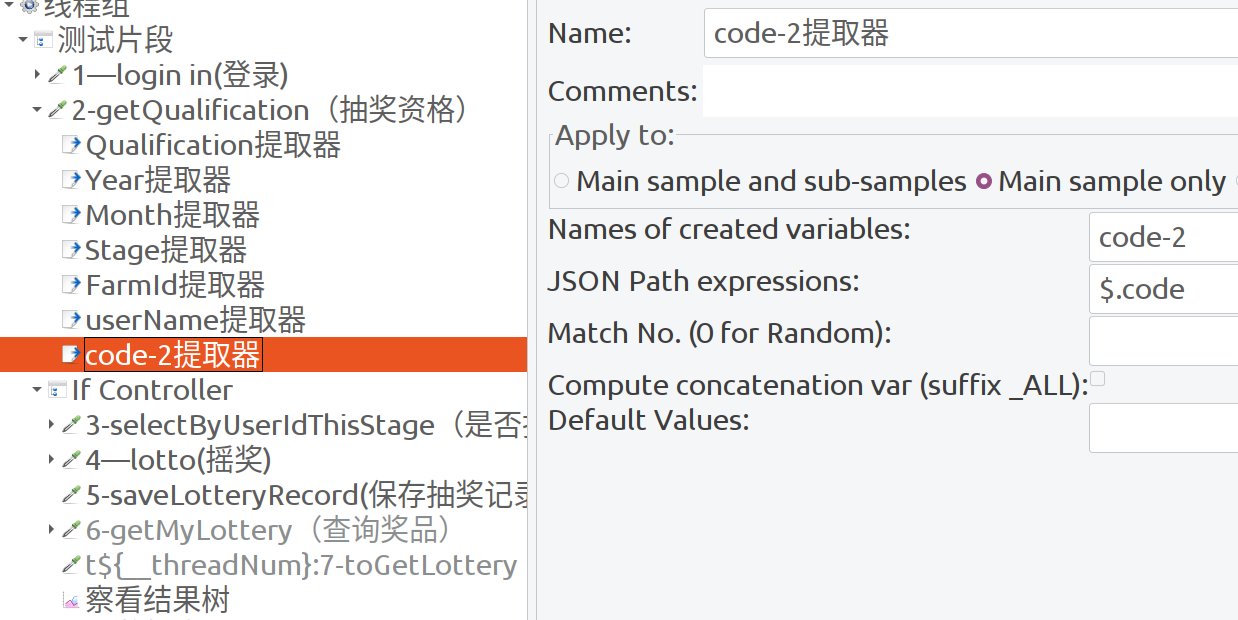 线程组
测试片段
1—login in(登录)
2-getQualification（抽奖资格）
Qualification提取器
Year提取器
Month提取器
Stage提取器
FarmId提取器
userName提取器
code-2提取器
If Controller
3-selectByUserIdThisStage（是否
4—lotto(摇奖)
5-saveLotteryRecord(保存抽奖记录
6-getMyLottery（查询奖品）
t${__threadNum}:7-toGetLottery
察看结果树
Name: code-2提取器
Comments:
Apply to:
Main sample and sub-samples Main sample only
Names of created variables: code-2
JSON Path expressions: $.code
Match No. (0 for Random):
Compute concatenation var (suffix _ALL):
Default Values: